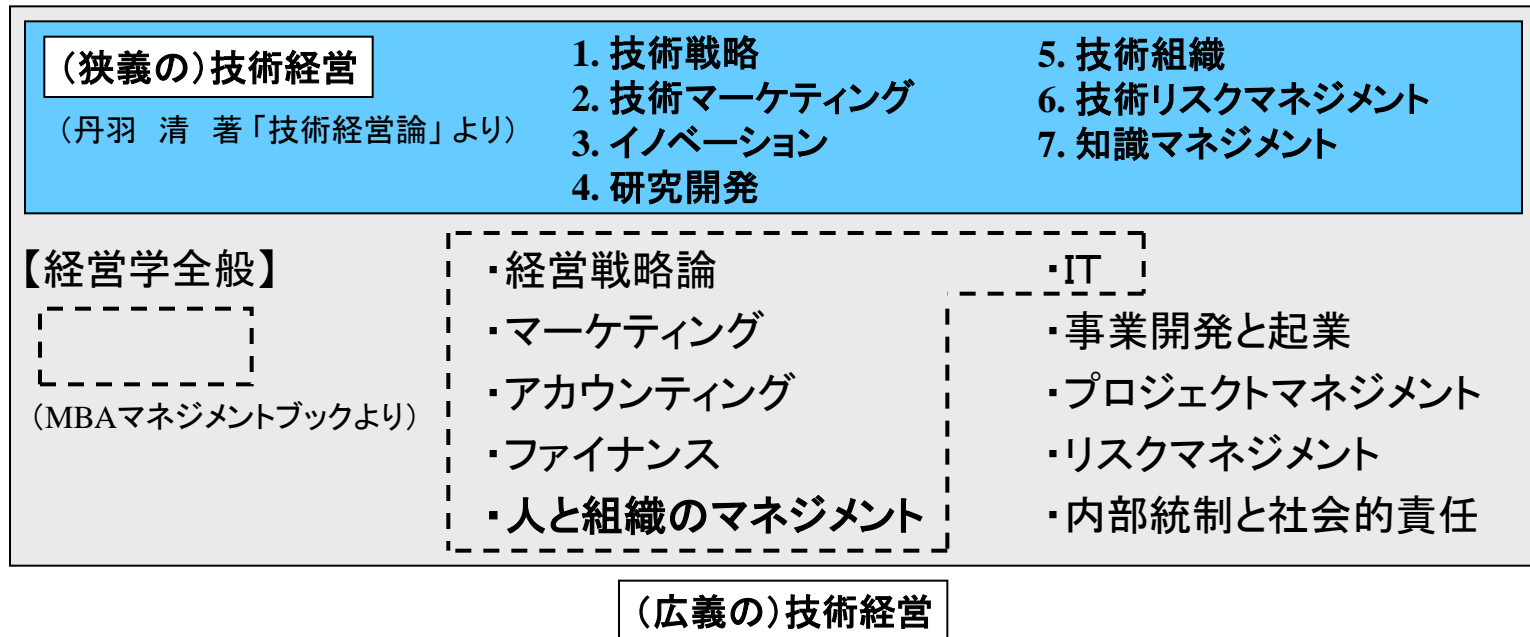 (狭義の)技術経営
(丹羽 清 著「技術経営論」より)
1. 技術戦略
2. 技術マーケティング
3. イノベーション
4. 研究開発
5. 技術組織
6. 技術リスクマネジメント
7. 知識マネジメント
【経営学全般】
(MBAマネジメントブックより)
・経営戦略論
・マーケティング
・アカウンティング
・ファイナンス
・人と組織のマネジメント
・IT
・事業開発と起業
・プロジェクトマネジメント
・リスクマネジメント
・内部統制と社会的責任
(広義の)技術経営